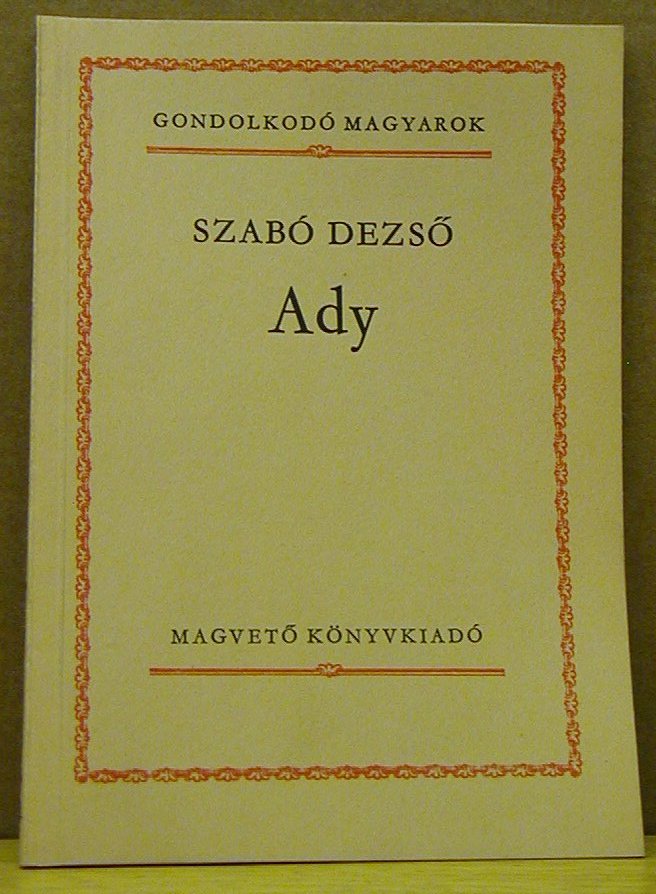 GONDOLKODÓ MAGYAROK
SZABÓ DEZSŐ
Ady
MAGVETŐ KÖNYVKIADÓ